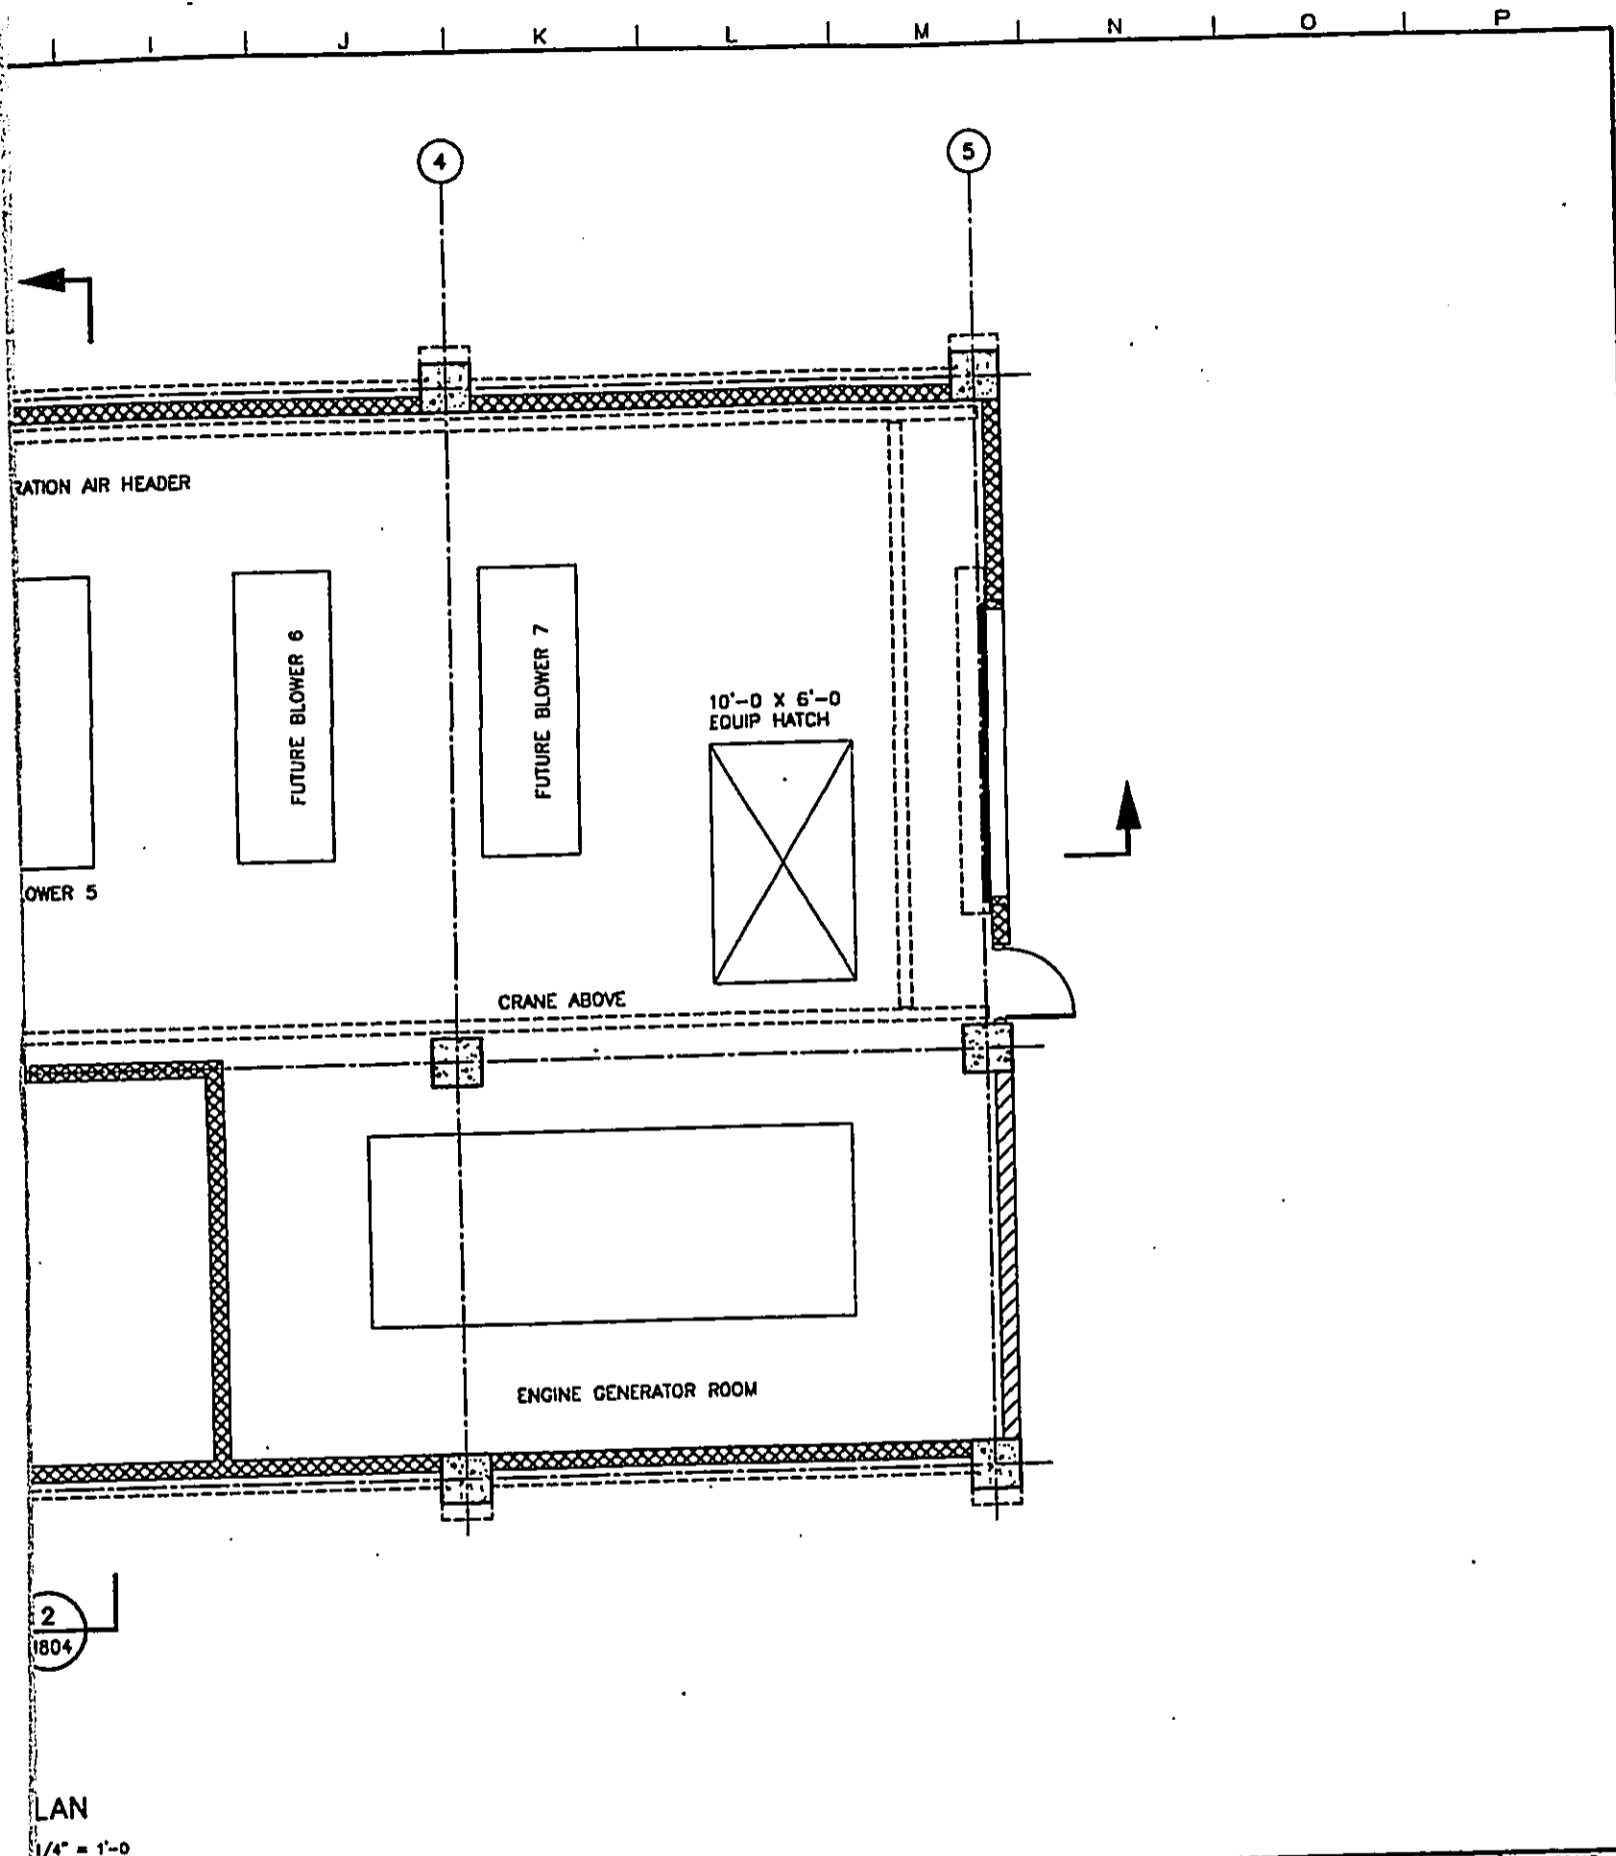 I J K L M N O P
4 5
RATION AIR HEADER
FUTURE BLOWER 6
FUTURE BLOWER 7
10'-0 X 6'-0
EQUIP HATCH
OWER 5
CRANE ABOVE
ENGINE GENERATOR ROOM
2
1804
LAN
1/4" = 1'-0